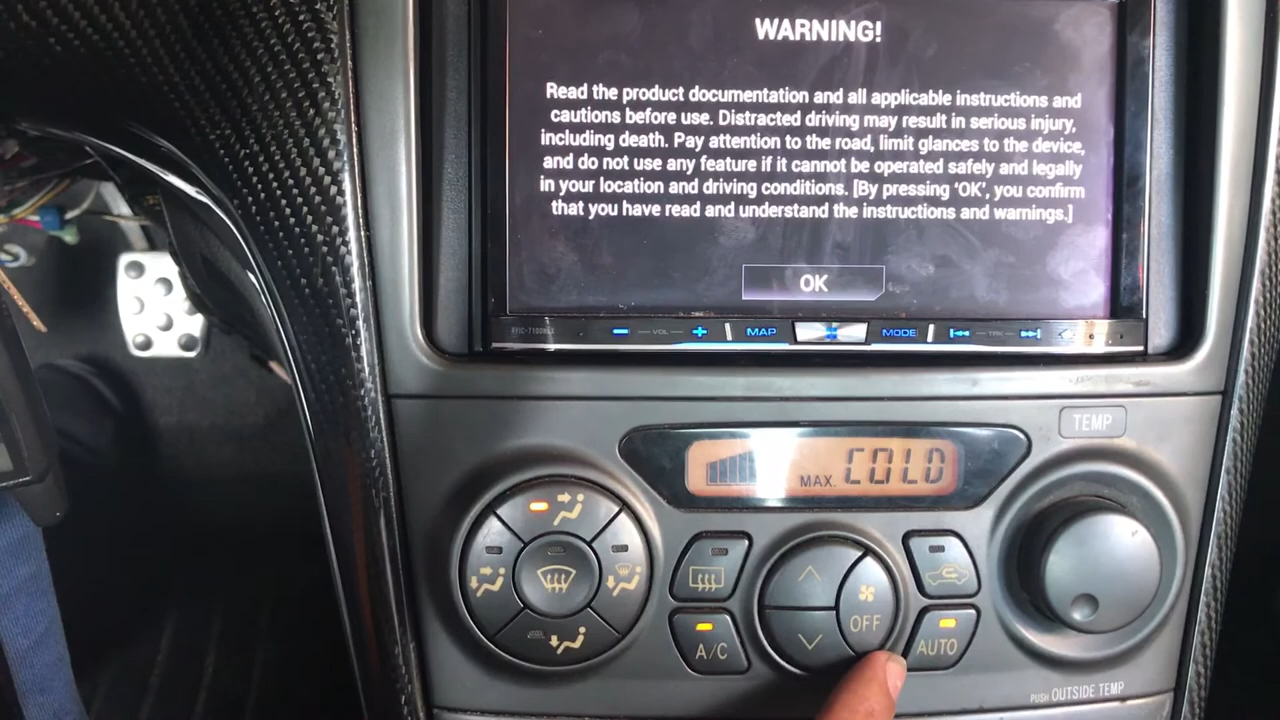 WARNING!
Read the product documentation and all applicable instructions and
cautions before use. Distracted driving may result in serious injury,
including death. Pay attention to the road, limit glances to the device,
and do not use any feature if it cannot be operated safely and legally
in your location and driving conditions. [By pressing ‘OK’, you confirm
that you have read and understand the instructions and warnings.]
OK
VOL MAP MODE TRK
TEMP
MAX. COLD
OFF
A/C
AUTO
PUSH OUTSIDE TEMP